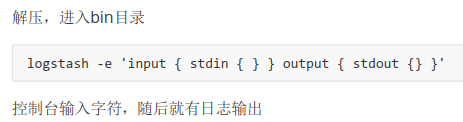 解压，进入bin目录
logstash -e 'input { stdin { } } output { stdout {} }'
控制台输入字符，随后就有日志输出